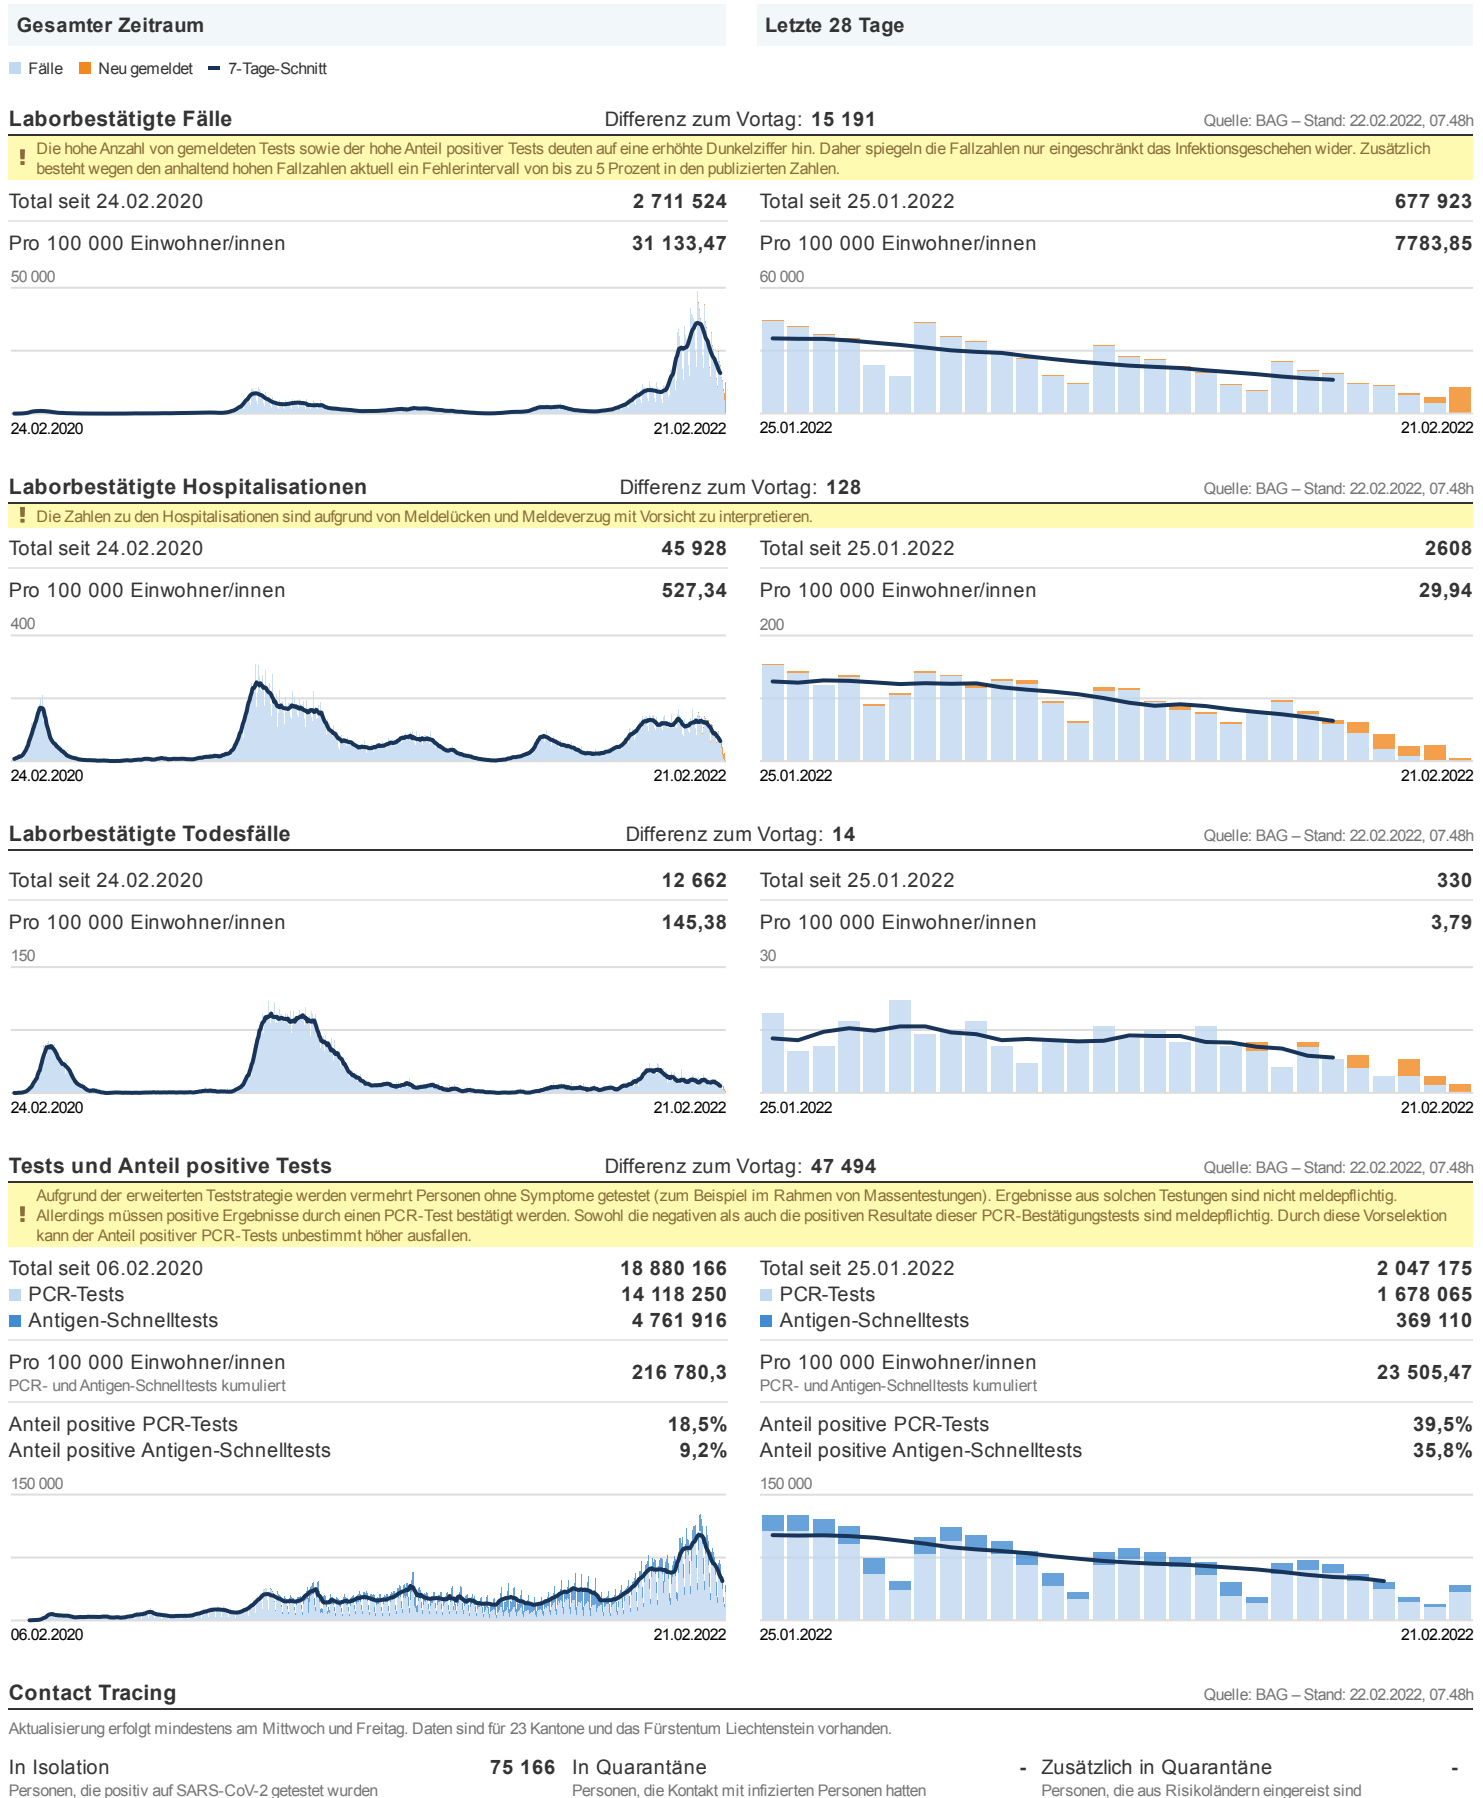 Gesamter Zeitraum
Letzte 28 Tage
Fälle Neu gemeldet 7-Tage-Schnitt
Laborbestätigte Fälle Differenz zum Vortag: 15 191 Quelle: BAG – Stand: 22.02.2022, 07.48h
! Die hohe Anzahl von gemeldeten Tests sowie der hohe Anteil positiver Tests deuten auf eine erhöhte Dunkelziffer hin. Daher spiegeln die Fallzahlen nur eingeschränkt das Infektionsgeschehen wider. Zusätzlich
besteht wegen den anhaltend hohen Fallzahlen aktuell ein Fehlerintervall von bis zu 5 Prozent in den publizierten Zahlen.
Total seit 24.02.2020 2 711 524
Pro 100 000 Einwohner/innen 31 133,47
50 000
24.02.2020 21.02.2022
Total seit 25.01.2022 677 923
Pro 100 000 Einwohner/innen 7783,85
60 000
25.01.2022 21.02.2022
Laborbestätigte Hospitalisationen Differenz zum Vortag: 128 Quelle: BAG – Stand: 22.02.2022, 07.48h
! Die Zahlen zu den Hospitalisationen sind aufgrund von Meldelücken und Meldeverzug mit Vorsicht zu interpretieren.
Total seit 24.02.2020 45 928
Pro 100 000 Einwohner/innen 527,34
400
24.02.2020 21.02.2022
Total seit 25.01.2022 2608
Pro 100 000 Einwohner/innen 29,94
200
25.01.2022 21.02.2022
Laborbestätigte Todesfälle Differenz zum Vortag: 14 Quelle: BAG – Stand: 22.02.2022, 07.48h
Total seit 24.02.2020 12 662
Pro 100 000 Einwohner/innen 145,38
150
24.02.2020 21.02.2022
Total seit 25.01.2022 330
Pro 100 000 Einwohner/innen 3,79
30
25.01.2022 21.02.2022
Tests und Anteil positive Tests Differenz zum Vortag: 47 494 Quelle: BAG – Stand: 22.02.2022, 07.48h
Aufgrund der erweiterten Teststrategie werden vermehrt Personen ohne Symptome getestet (zum Beispiel im Rahmen von Massentestungen). Ergebnisse aus solchen Testungen sind nicht meldepflichtig.
! Allerdings müssen positive Ergebnisse durch einen PCR-Test bestätigt werden. Sowohl die negativen als auch die positiven Resultate dieser PCR-Bestätigungstests sind meldepflichtig. Durch diese Vorselektion
kann der Anteil positiver PCR-Tests unbestimmt höher ausfallen.
Total seit 06.02.2020 18 880 166
PCR-Tests 14 118 250
Antigen-Schnelltests 4 761 916
Pro 100 000 Einwohner/innen 216 780,3
PCR- und Antigen-Schnelltests kumuliert
Anteil positive PCR-Tests 18,5%
Anteil positive Antigen-Schnelltests 9,2%
150 000
06.02.2020 21.02.2022
Total seit 25.01.2022 2 047 175
PCR-Tests 1 678 065
Antigen-Schnelltests 369 110
Pro 100 000 Einwohner/innen 23 505,47
PCR- und Antigen-Schnelltests kumuliert
Anteil positive PCR-Tests 39,5%
Anteil positive Antigen-Schnelltests 35,8%
150 000
25.01.2022 21.02.2022
Contact Tracing Quelle: BAG – Stand: 22.02.2022, 07.48h
Aktualisierung erfolgt mindestens am Mittwoch und Freitag. Daten sind für 23 Kantone und das Fürstentum Liechtenstein vorhanden.
In Isolation 75 166
Personen, die positiv auf SARS-CoV-2 getestet wurden
In Quarantäne -
Personen, die Kontakt mit infizierten Personen hatten
Zusätzlich in Quarantäne -
Personen, die aus Risikoländern eingereist sind